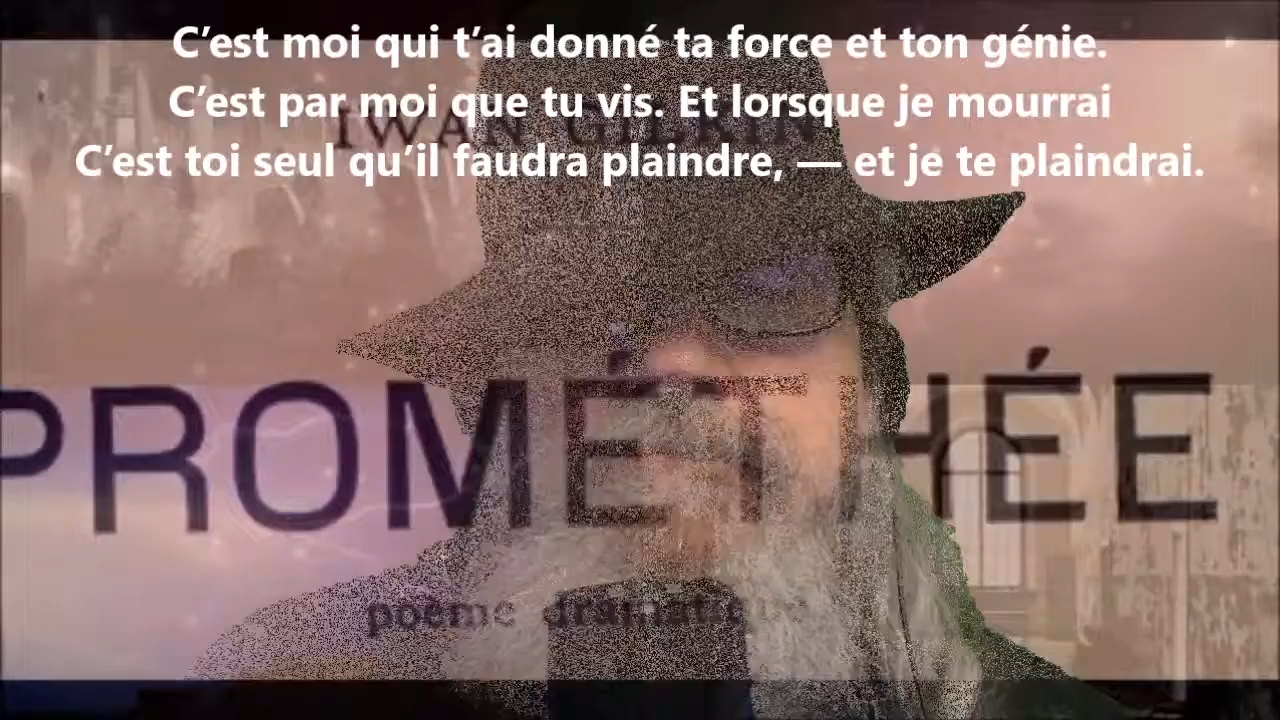 C’est moi qui t’ai donné ta force et ton génie.
C’est par moi que tu vis. Et lorsque je mourrai
IWAN GILKIN
C’est toi seul qu’il faudra plaindre, — et je te plaindrai.
PROMÉTHÉE
poème dramatique